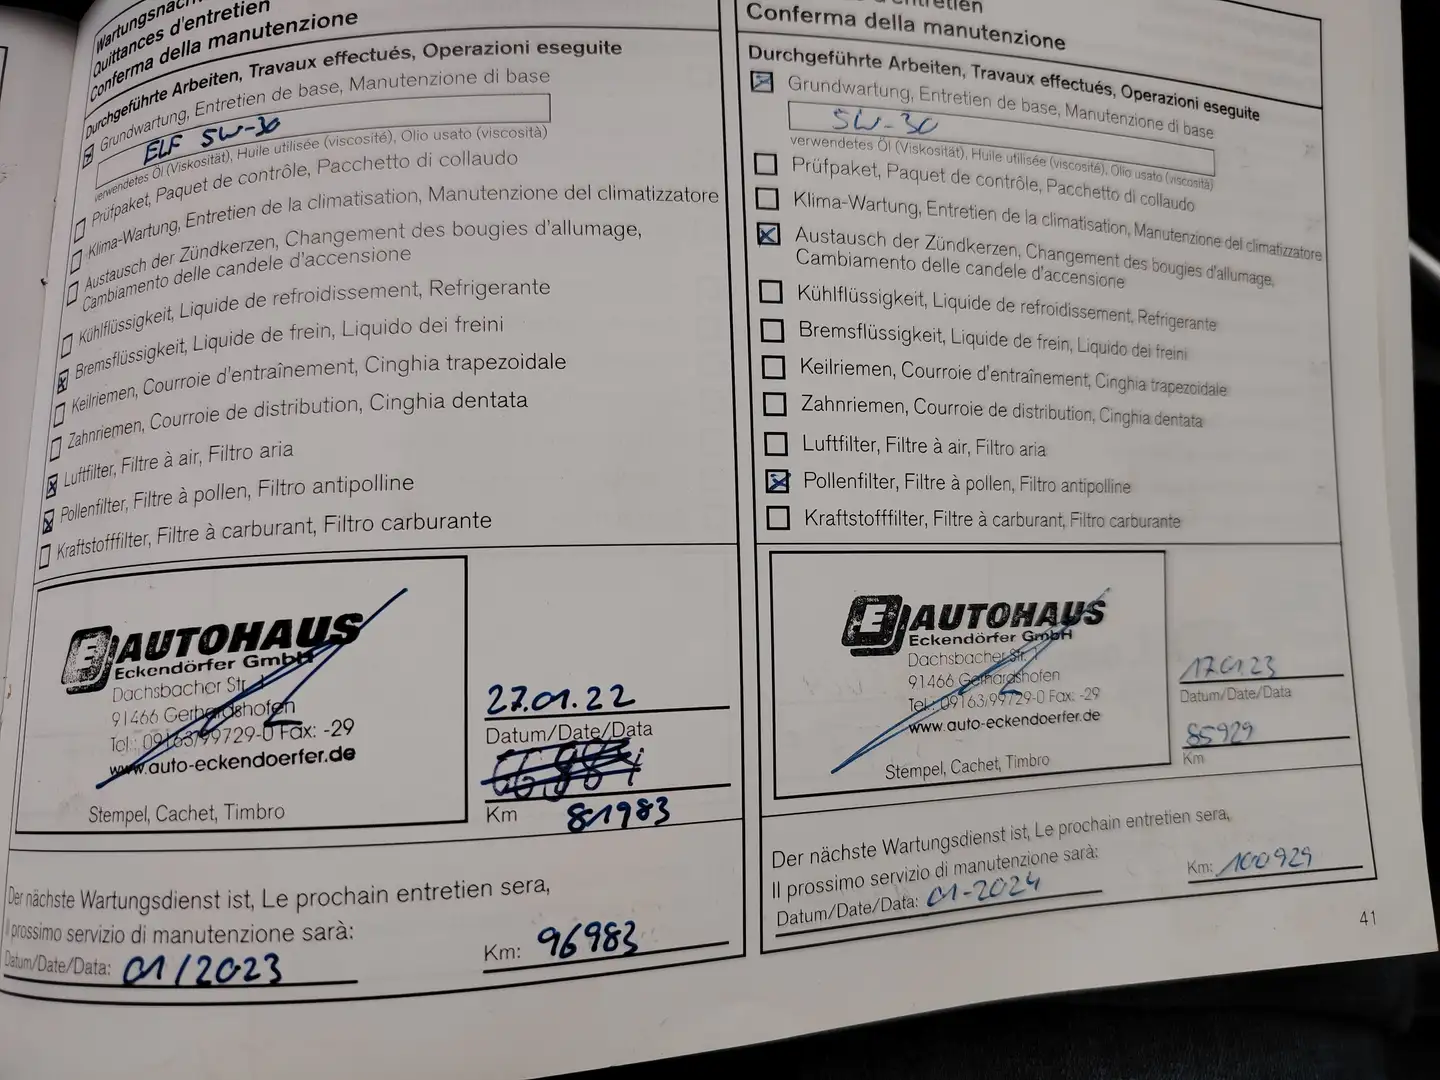 Wartungsnach
Quittances d'entretien
Conferma della manutenzione
Durchgeführte Arbeiten, Travaux effectués, Operazioni eseguite
Grundwartung, Entretien de base, Manutenzione di base
ELF 5W-30
verwendetes Öl (Viskosität), Huile utilisée (viscosité), Olio usato (viscosità)
Prüfpaket, Paquet de contrôle, Pacchetto di collaudo
Klima-Wartung, Entretien de la climatisation, Manutenzione del climatizzatore
Austausch der Zündkerzen, Changement des bougies d'allumage,
Cambiamento delle candele d'accensione
Kühlflüssigkeit, Liquide de refroidissement, Refrigerante
Bremsflüssigkeit, Liquide de frein, Liquido dei freini
Keilriemen, Courroie d'entraînement, Cinghia trapezoidale
Zahnriemen, Courroie de distribution, Cinghia dentata
Luftfilter, Filtre à air, Filtro aria
Pollenfilter, Filtre à pollen, Filtro antipolline
Kraftstofffilter, Filtre à carburant, Filtro carburante
E AUTOHAUS
Eckendörfer GmbH
Dachsbacher Str. 1
91466 Gerhardshofen
Tel.: 09163/99729-0 Fax: -29
www.auto-eckendoerfer.de
Stempel, Cachet, Timbro
27.01.22
Datum/Date/Data
Km 81983
Der nächste Wartungsdienst ist, Le prochain entretien sera,
Il prossimo servizio di manutenzione sarà:
Datum/Date/Data: 01/2023
Km: 96983
d'entretien
Conferma della manutenzione
Durchgeführte Arbeiten, Travaux effectués, Operazioni eseguite
Grundwartung, Entretien de base, Manutenzione di base
5W-30
verwendetes Öl (Viskosität), Huile utilisée (viscosité), Olio usato (viscosità)
Prüfpaket, Paquet de contrôle, Pacchetto di collaudo
Klima-Wartung, Entretien de la climatisation, Manutenzione del climatizzatore
Austausch der Zündkerzen, Changement des bougies d'allumage,
Cambiamento delle candele d'accensione
Kühlflüssigkeit, Liquide de refroidissement, Refrigerante
Bremsflüssigkeit, Liquide de frein, Liquido dei freini
Keilriemen, Courroie d'entraînement, Cinghia trapezoidale
Zahnriemen, Courroie de distribution, Cinghia dentata
Luftfilter, Filtre à air, Filtro aria
Pollenfilter, Filtre à pollen, Filtro antipolline
Kraftstofffilter, Filtre à carburant, Filtro carburante
E AUTOHAUS
Eckendörfer GmbH
Dachsbacher Str. 1
91466 Gerhardshofen
Tel.: 09163/99729-0 Fax: -29
www.auto-eckendoerfer.de
Stempel, Cachet, Timbro
17.01.23
Datum/Date/Data
85929
Km
Der nächste Wartungsdienst ist, Le prochain entretien sera,
Il prossimo servizio di manutenzione sarà:
Datum/Date/Data: 01-2024
Km: 100929
41